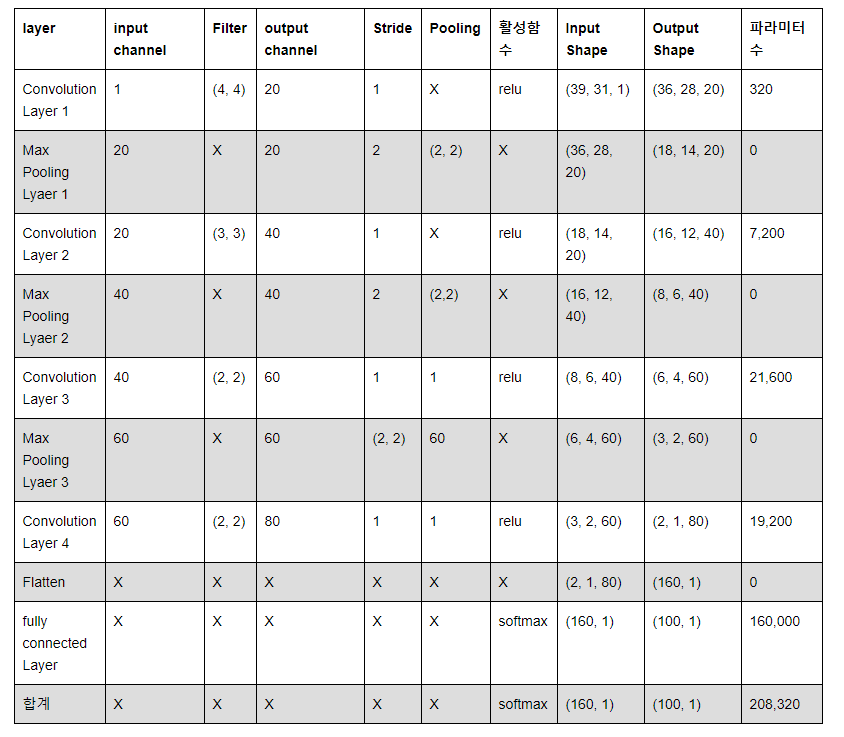 layer input channel Filter output channel Stride Pooling 활성함수 Input Shape Output Shape 파라미터 수
Convolution Layer 1 1 (4, 4) 20 1 X relu (39, 31, 1) (36, 28, 20) 320
Max Pooling Lyaer 1 20 X 20 2 (2, 2) X (36, 28, 20) (18, 14, 20) 0
Convolution Layer 2 20 (3, 3) 40 1 X relu (18, 14, 20) (16, 12, 40) 7,200
Max Pooling Lyaer 2 40 X 40 2 (2,2) X (16, 12, 40) (8, 6, 40) 0
Convolution Layer 3 40 (2, 2) 60 1 1 relu (8, 6, 40) (6, 4, 60) 21,600
Max Pooling Lyaer 3 60 X 60 (2, 2) 60 X (6, 4, 60) (3, 2, 60) 0
Convolution Layer 4 60 (2, 2) 80 1 1 relu (3, 2, 60) (2, 1, 80) 19,200
Flatten X X X X X X (2, 1, 80) (160, 1) 0
fully connected Layer X X X X X softmax (160, 1) (100, 1) 160,000
합계 X X X X X softmax (160, 1) (100, 1) 208,320